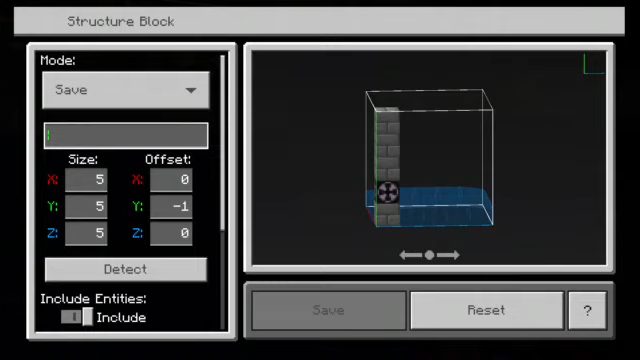 Structure Block
Mode:
Save
Size: Offset:
X: 5 X: 0
Y: 5 Y: -1
Z: 5 Z: 0
Detect
Include Entities:
Include
Save Reset ?